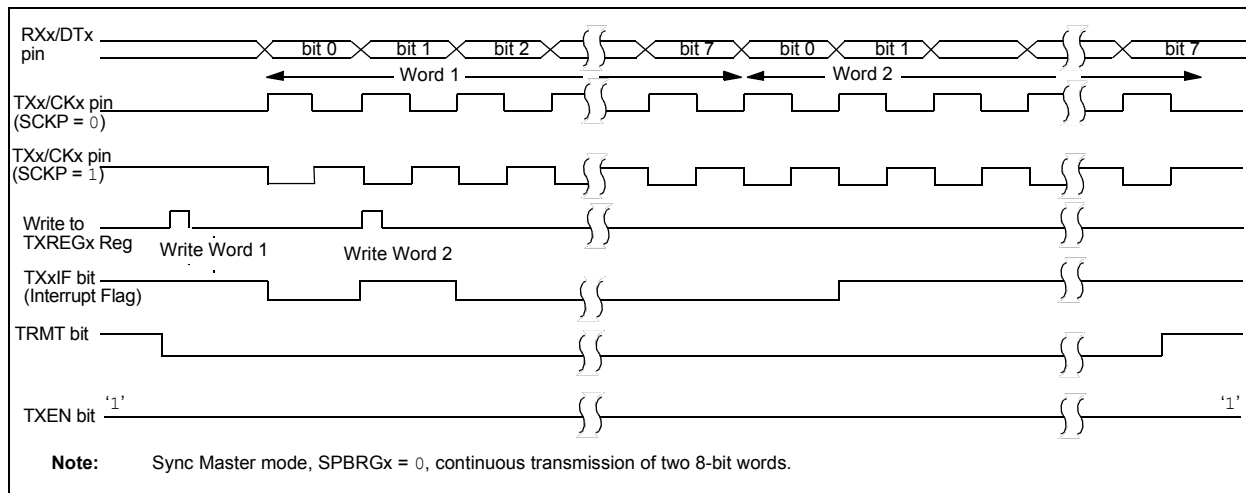 RXx/DTx
pin
bit 0 bit 1 bit 2 bit 7 bit 0 bit 1 bit 7
Word 1 Word 2
TXx/CKx pin
(SCKP = 0)
TXx/CKx pin
(SCKP = 1)
Write to
TXREGx Reg
Write Word 1 Write Word 2
TXxIF bit
(Interrupt Flag)
TRMT bit
TXEN bit
‘1’ ‘1’
Note: Sync Master mode, SPBRGx = 0, continuous transmission of two 8-bit words.